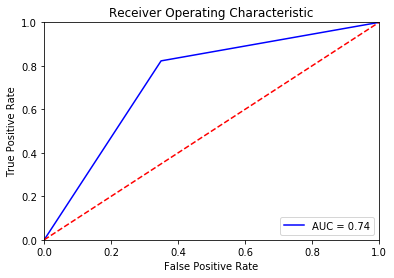 Receiver Operating Characteristic
1.0
0.8
0.6
0.4
0.2
0.0
True Positive Rate
AUC = 0.74
0.0 0.2 0.4 0.6 0.8 1.0
False Positive Rate